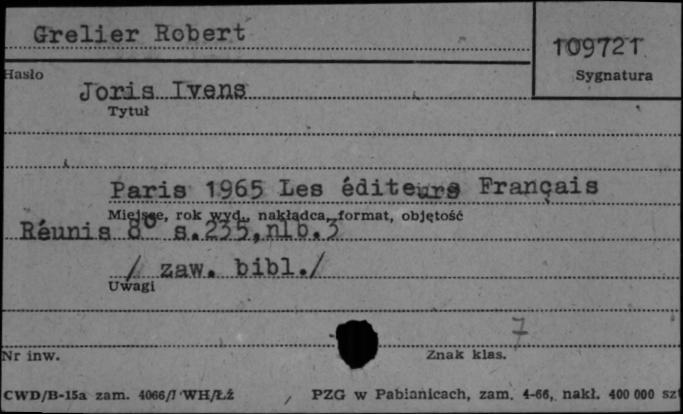 Grelier Robert
109721
Hasło
Sygnatura
Joris Ivens
Tytuł
Paris 1965 Les éditeurs Français
Miejsce, rok wyd., nakładca, format, objętość
Réunis 8° s.235,nlb.3
/ zaw. bibl./
Uwagi
7
Nr inw.
Znak klas.
CWD/B-15a zam. 4066/I WH/Łż
PZG w Pabianicach, zam. 4-66, nakł. 400 000 szt